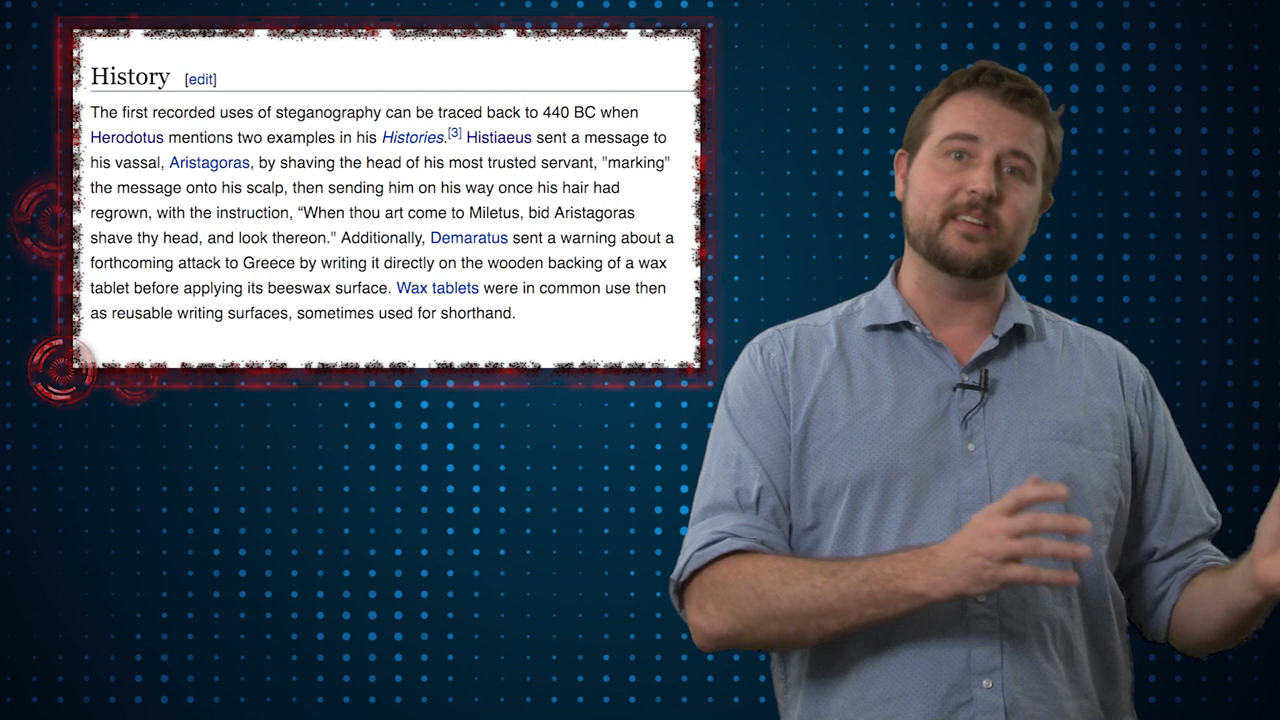 History [edit]
The first recorded uses of steganography can be traced back to 440 BC when
Herodotus mentions two examples in his Histories.[3] Histiaeus sent a message to
his vassal, Aristagoras, by shaving the head of his most trusted servant, "marking"
the message onto his scalp, then sending him on his way once his hair had
regrown, with the instruction, “When thou art come to Miletus, bid Aristagoras
shave thy head, and look thereon." Additionally, Demaratus sent a warning about a
forthcoming attack to Greece by writing it directly on the wooden backing of a wax
tablet before applying its beeswax surface. Wax tablets were in common use then
as reusable writing surfaces, sometimes used for shorthand.